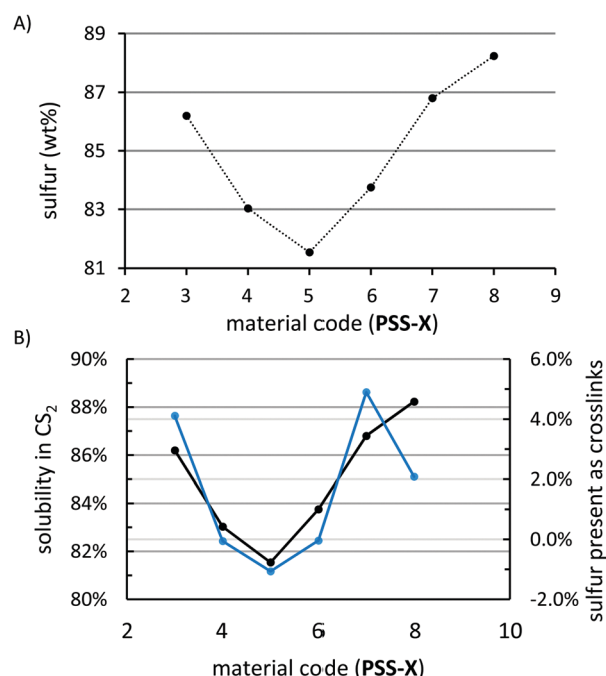 A)
89
87
85
83
81
sulfur (wt%)
2 3 4 5 6 7 8 9
material code (PSS-X)
B)
90% 6.0%
88% 4.0%
86% 2.0%
84% 0.0%
82% -2.0%
80%
solubility in CS2
sulfur present as crosslinks
2 4 6 8 10
material code (PSS-X)